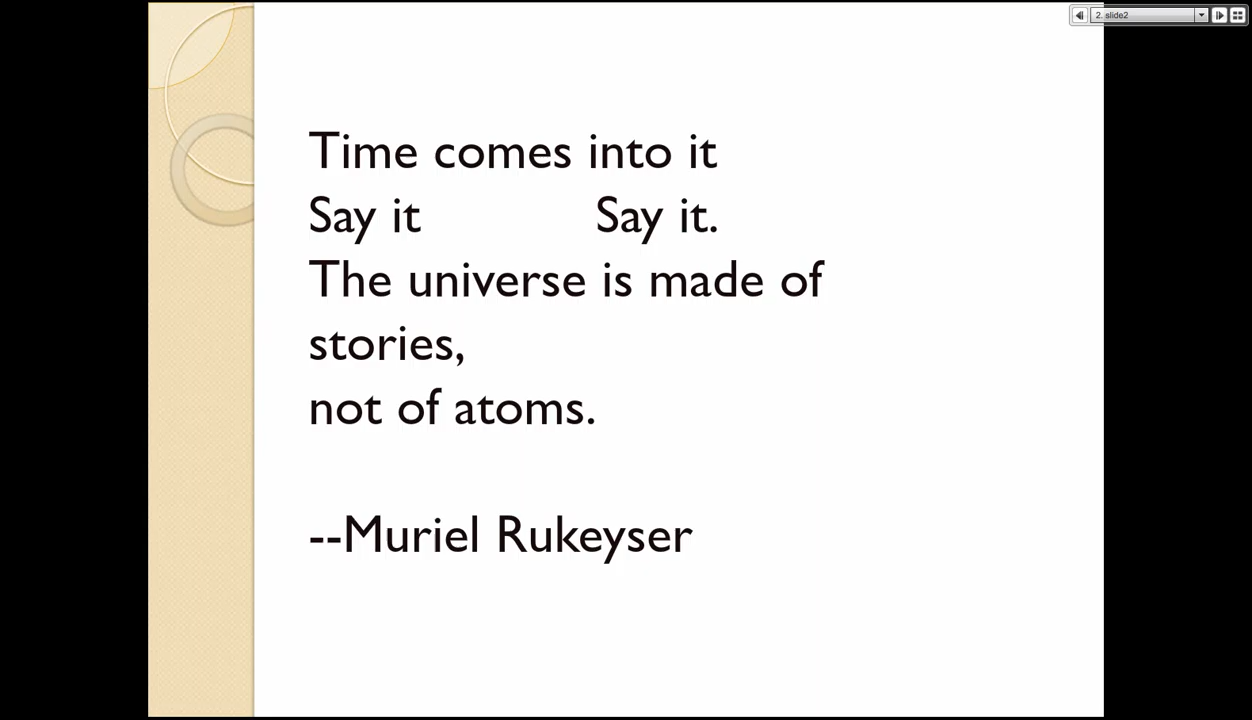 2. slide2
Time comes into it
Say it Say it.
The universe is made of
stories,
not of atoms.
--Muriel Rukeyser